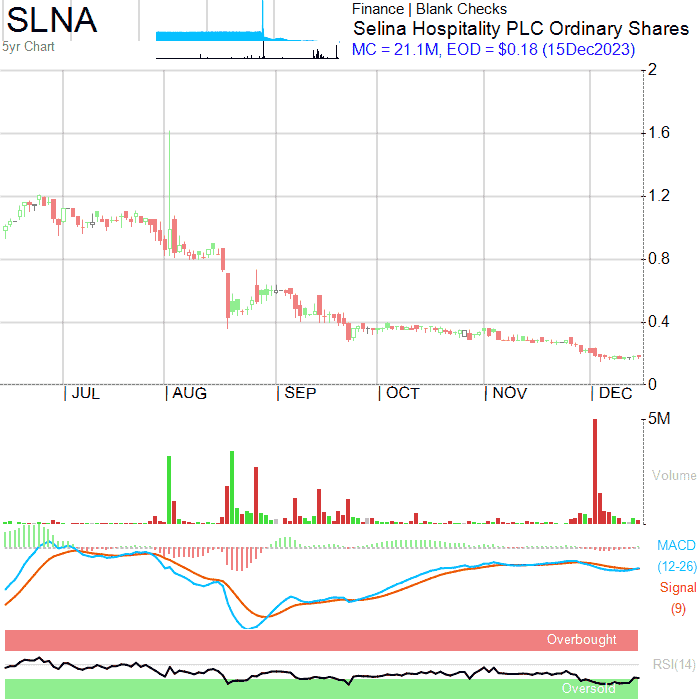 SLNA
Finance | Blank Checks
Selina Hospitality PLC Ordinary Shares
5yr Chart
MC = 21.1M, EOD = $0.18 (15Dec2023)
2
1.6
1.2
0.8
0.4
0
JUL AUG SEP OCT NOV DEC
5M
Volume
MACD
(12-26)
Signal
(9)
Overbought
RSI(14)
Oversold